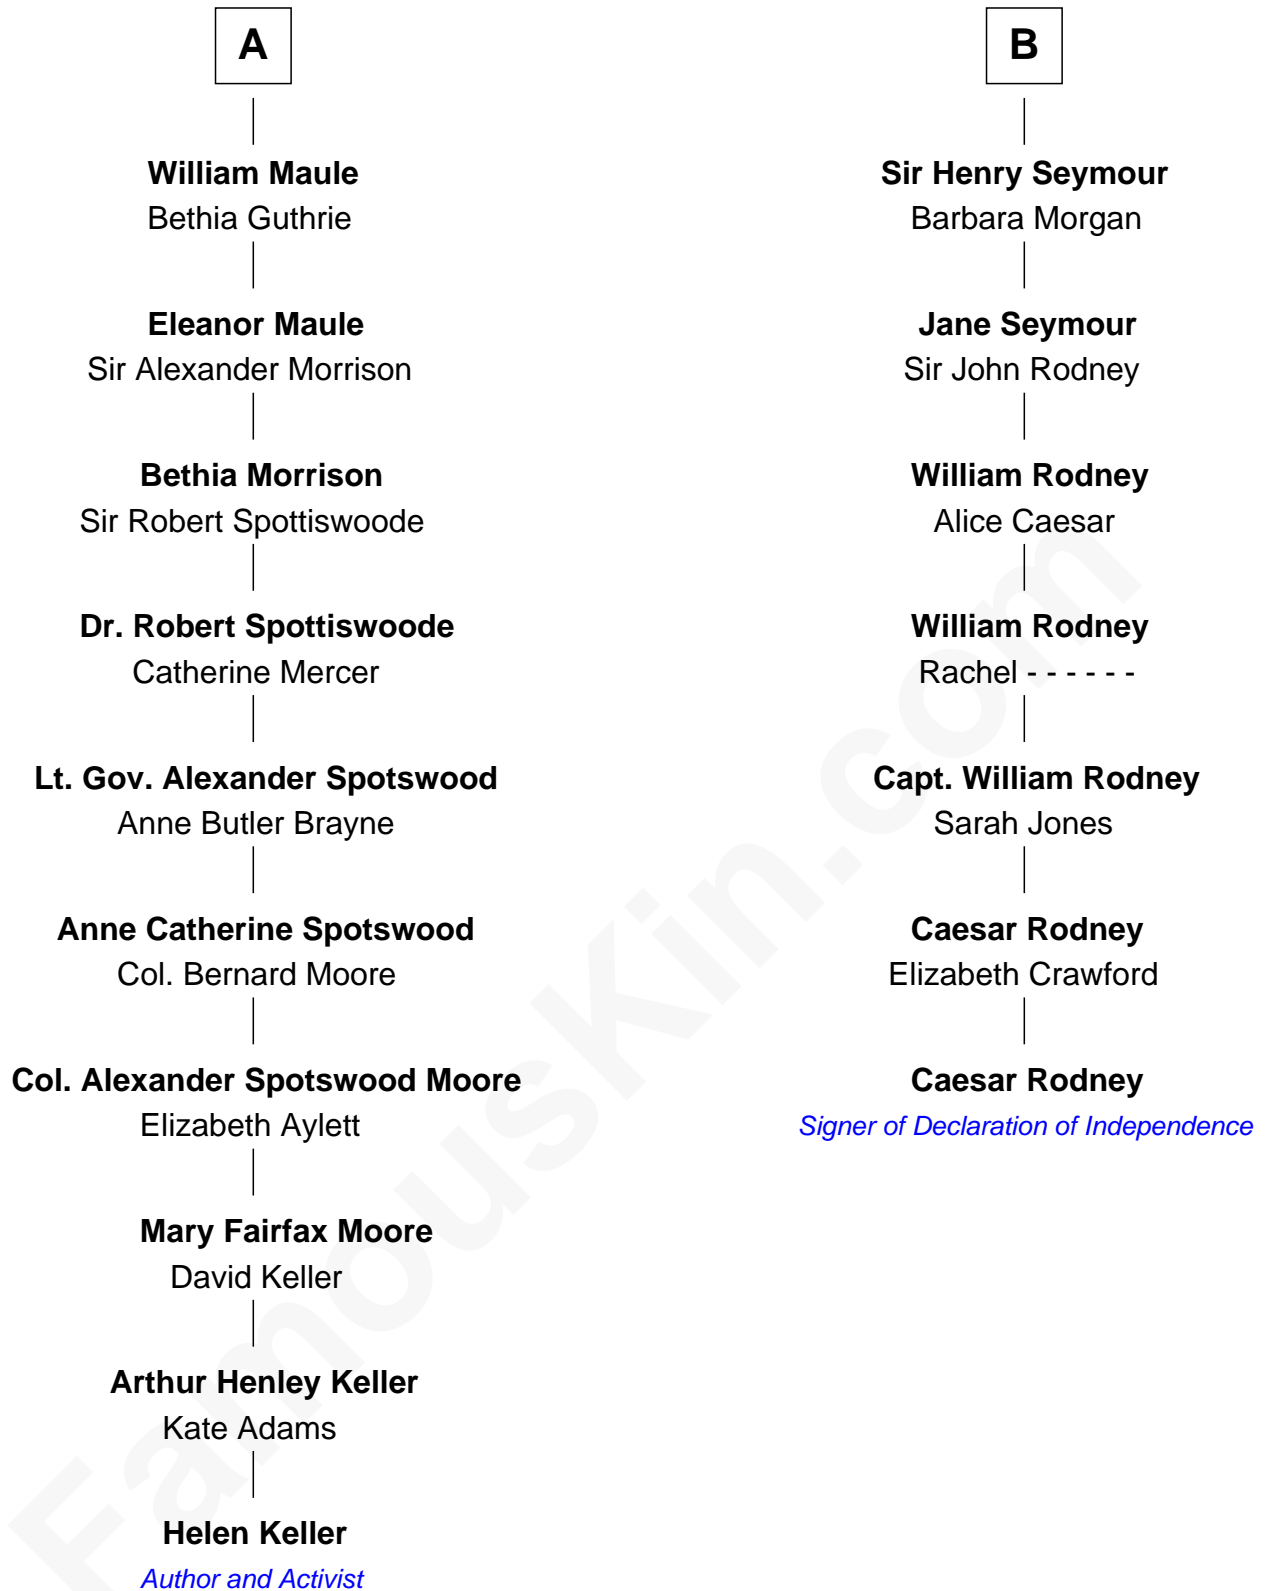 A
William Maule
Bethia Guthrie
Eleanor Maule
Sir Alexander Morrison
Bethia Morrison
Sir Robert Spottiswoode
Dr. Robert Spottiswoode
Catherine Mercer
Lt. Gov. Alexander Spotswood
Anne Butler Brayne
Anne Catherine Spotswood
Col. Bernard Moore
Col. Alexander Spotswood Moore
Elizabeth Aylett
Mary Fairfax Moore
David Keller
Arthur Henley Keller
Kate Adams
Helen Keller
Author and Activist
B
Sir Henry Seymour
Barbara Morgan
Jane Seymour
Sir John Rodney
William Rodney
Alice Caesar
William Rodney
Rachel - - - - - -
Capt. William Rodney
Sarah Jones
Caesar Rodney
Elizabeth Crawford
Caesar Rodney
Signer of Declaration of Independence
FamousKin.com